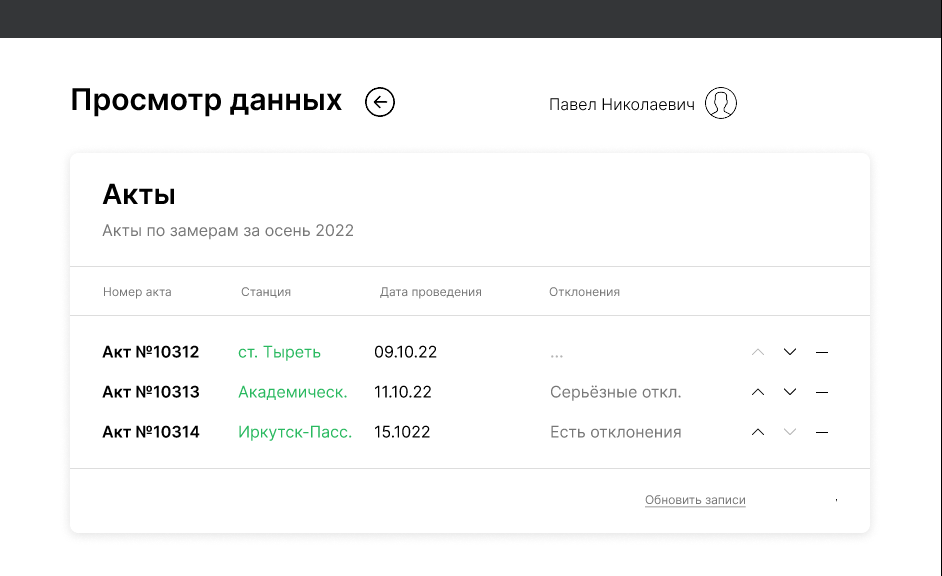 Просмотр данных
Павел Николаевич
Акты
Акты по замерам за осень 2022
Номер акта Станция Дата проведения Отклонения
Акт №10312 ст. Тыреть 09.10.22 ...
Акт №10313 Академическ. 11.10.22 Серьёзные откл.
Акт №10314 Иркутск-Пасс. 15.1022 Есть отклонения
Обновить записи